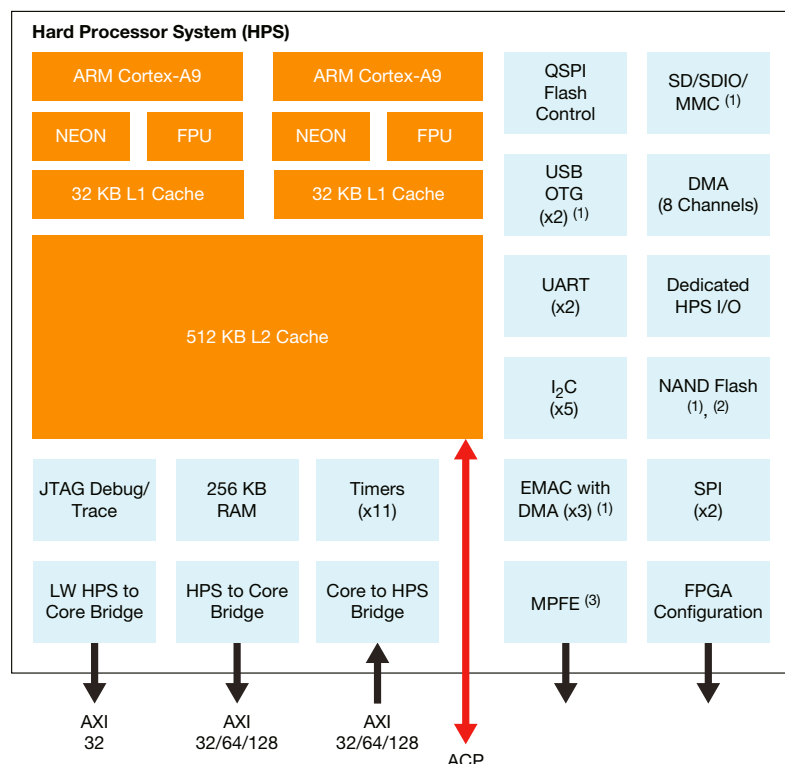 Hard Processor System (HPS)
ARM Cortex-A9
ARM Cortex-A9
NEON
FPU
NEON
FPU
32 KB L1 Cache
32 KB L1 Cache
512 KB L2 Cache
QSPI
Flash
Control
SD/SDIO/
MMC (1)
USB
OTG
(x2) (1)
DMA
(8 Channels)
UART
(x2)
Dedicated
HPS I/O
I2C
(x5)
NAND Flash
(1), (2)
JTAG Debug/
Trace
256 KB
RAM
Timers
(x11)
EMAC with
DMA (x3) (1)
SPI
(x2)
LW HPS to
Core Bridge
HPS to Core
Bridge
Core to HPS
Bridge
MPFE (3)
FPGA
Configuration
AXI
32
AXI
32/64/128
AXI
32/64/128
ACP